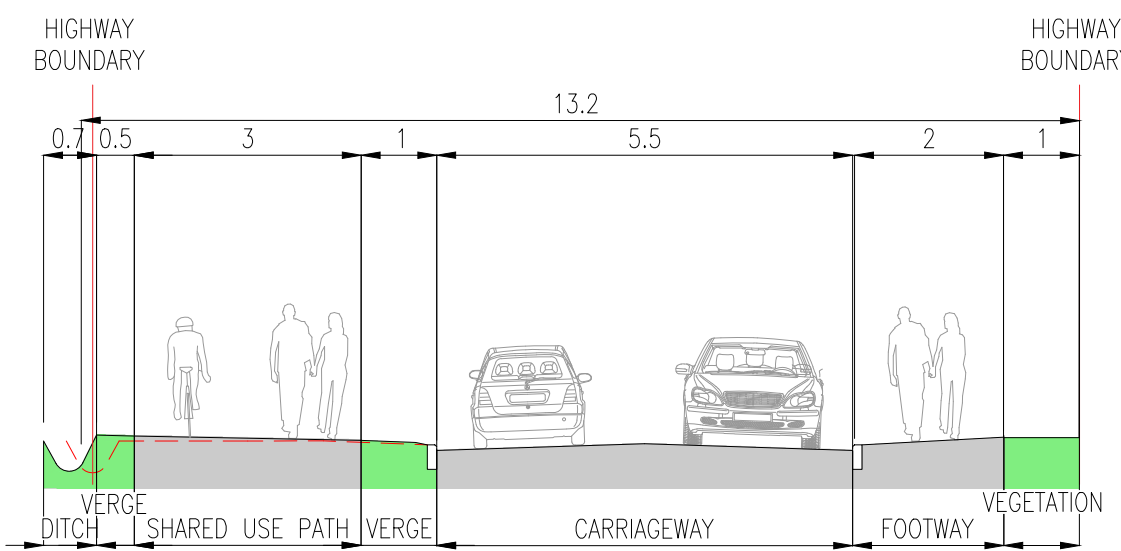 HIGHWAY
BOUNDARY
HIGHWAY
BOUNDARY
13.2
0.7 0.5 3 1 5.5 2 1
VERGE
VEGETATION
DITCH SHARED USE PATH VERGE CARRIAGEWAY FOOTWAY